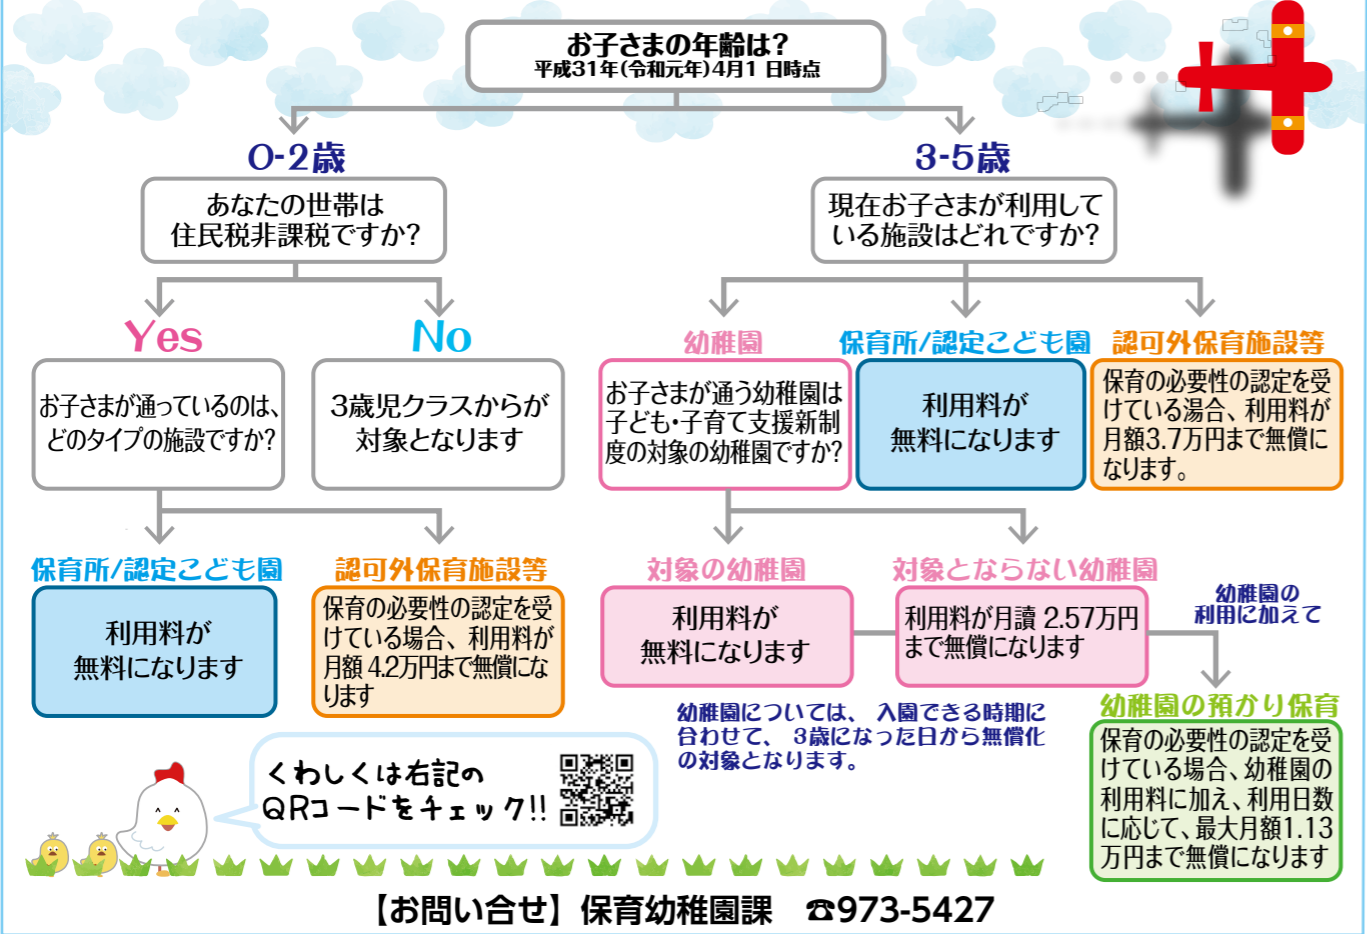 お子さまの年齢は?
平成31年(令和元年)4月1 日時点
0-2歳
3-5歳
あなたの世帯は
住民税非課税ですか?
現在お子さまが利用して
いる施設はどれですか?
Yes
No
幼稚園
保育所/認定こども園
認可外保育施設等
お子さまが通っているのは、
どのタイプの施設ですか?
3歳児クラスからが
対象となります
お子さまが通う幼稚園は
子ども・子育て支援新制
度の対象の幼稚園ですか?
利用料が
無料になります
保育の必要性の認定を受
けている湯合、利用料が
月額3.7万円まで無償に
なります。
保育所/認定こども園
認可外保育施設等
対象の幼稚園
対象とならない幼稚園
利用料が
無料になります
保育の必要性の認定を受
けている場合、利用料が
月額 4.2万円まで無償にな
ります
利用料が
無料になります
利用料が月讀 2.57万円
まで無償になります
幼稚園の
利用に加えて
幼稚園については、 入園できる時期に
合わせて、 3歳になった日から無償化
の対象となります。
幼稚園の預かり保育
保育の必要性の認定を受
けている場合、幼稚園の
利用料に加え、利用日数
に応じて、最大月額1.13
万円まで無償になります
くわしくは右記の
QRコードをチェック!!
【お問い合せ】保育幼稚園課 ☎973-5427